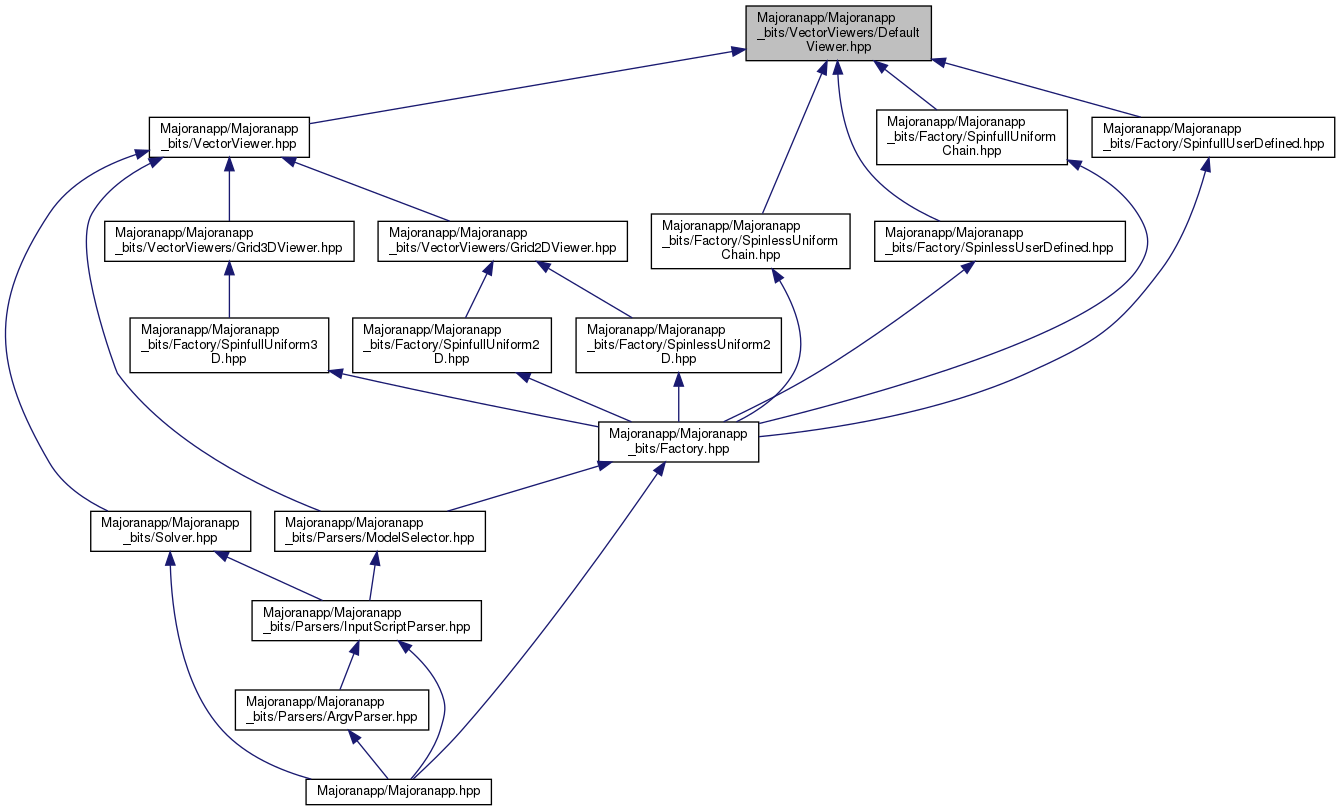 Majoranapp/Majoranapp
_bits/VectorViewers/Default
Viewer.hpp
Majoranapp/Majoranapp
_bits/VectorViewer.hpp
Majoranapp/Majoranapp
_bits/Factory/SpinfullUniform
Chain.hpp
Majoranapp/Majoranapp
_bits/Factory/SpinfullUserDefined.hpp
Majoranapp/Majoranapp
_bits/VectorViewers/Grid3DViewer.hpp
Majoranapp/Majoranapp
_bits/VectorViewers/Grid2DViewer.hpp
Majoranapp/Majoranapp
_bits/Factory/SpinlessUniform
Chain.hpp
Majoranapp/Majoranapp
_bits/Factory/SpinlessUserDefined.hpp
Majoranapp/Majoranapp
_bits/Factory/SpinfullUniform3
D.hpp
Majoranapp/Majoranapp
_bits/Factory/SpinfullUniform2
D.hpp
Majoranapp/Majoranapp
_bits/Factory/SpinlessUniform2
D.hpp
Majoranapp/Majoranapp
_bits/Factory.hpp
Majoranapp/Majoranapp
_bits/Solver.hpp
Majoranapp/Majoranapp
_bits/Parsers/ModelSelector.hpp
Majoranapp/Majoranapp
_bits/Parsers/InputScriptParser.hpp
Majoranapp/Majoranapp
_bits/Parsers/ArgvParser.hpp
Majoranapp/Majoranapp.hpp